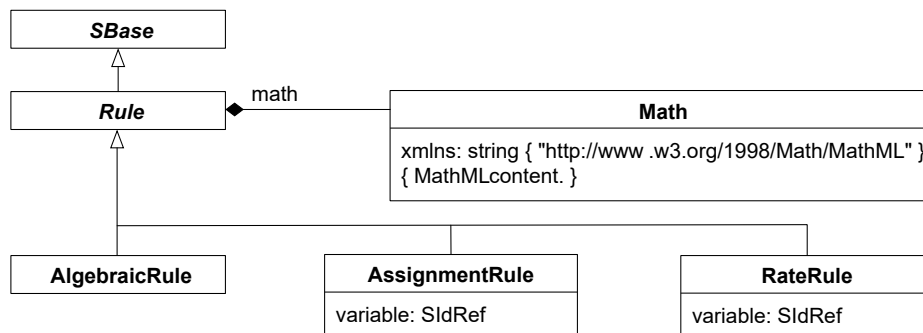 SBase
Rule
math
Math
xmlns: string { "http://www .w3.org/1998/Math/MathML" }
{ MathMLcontent. }
AlgebraicRule
AssignmentRule
variable: SIdRef
RateRule
variable: SIdRef